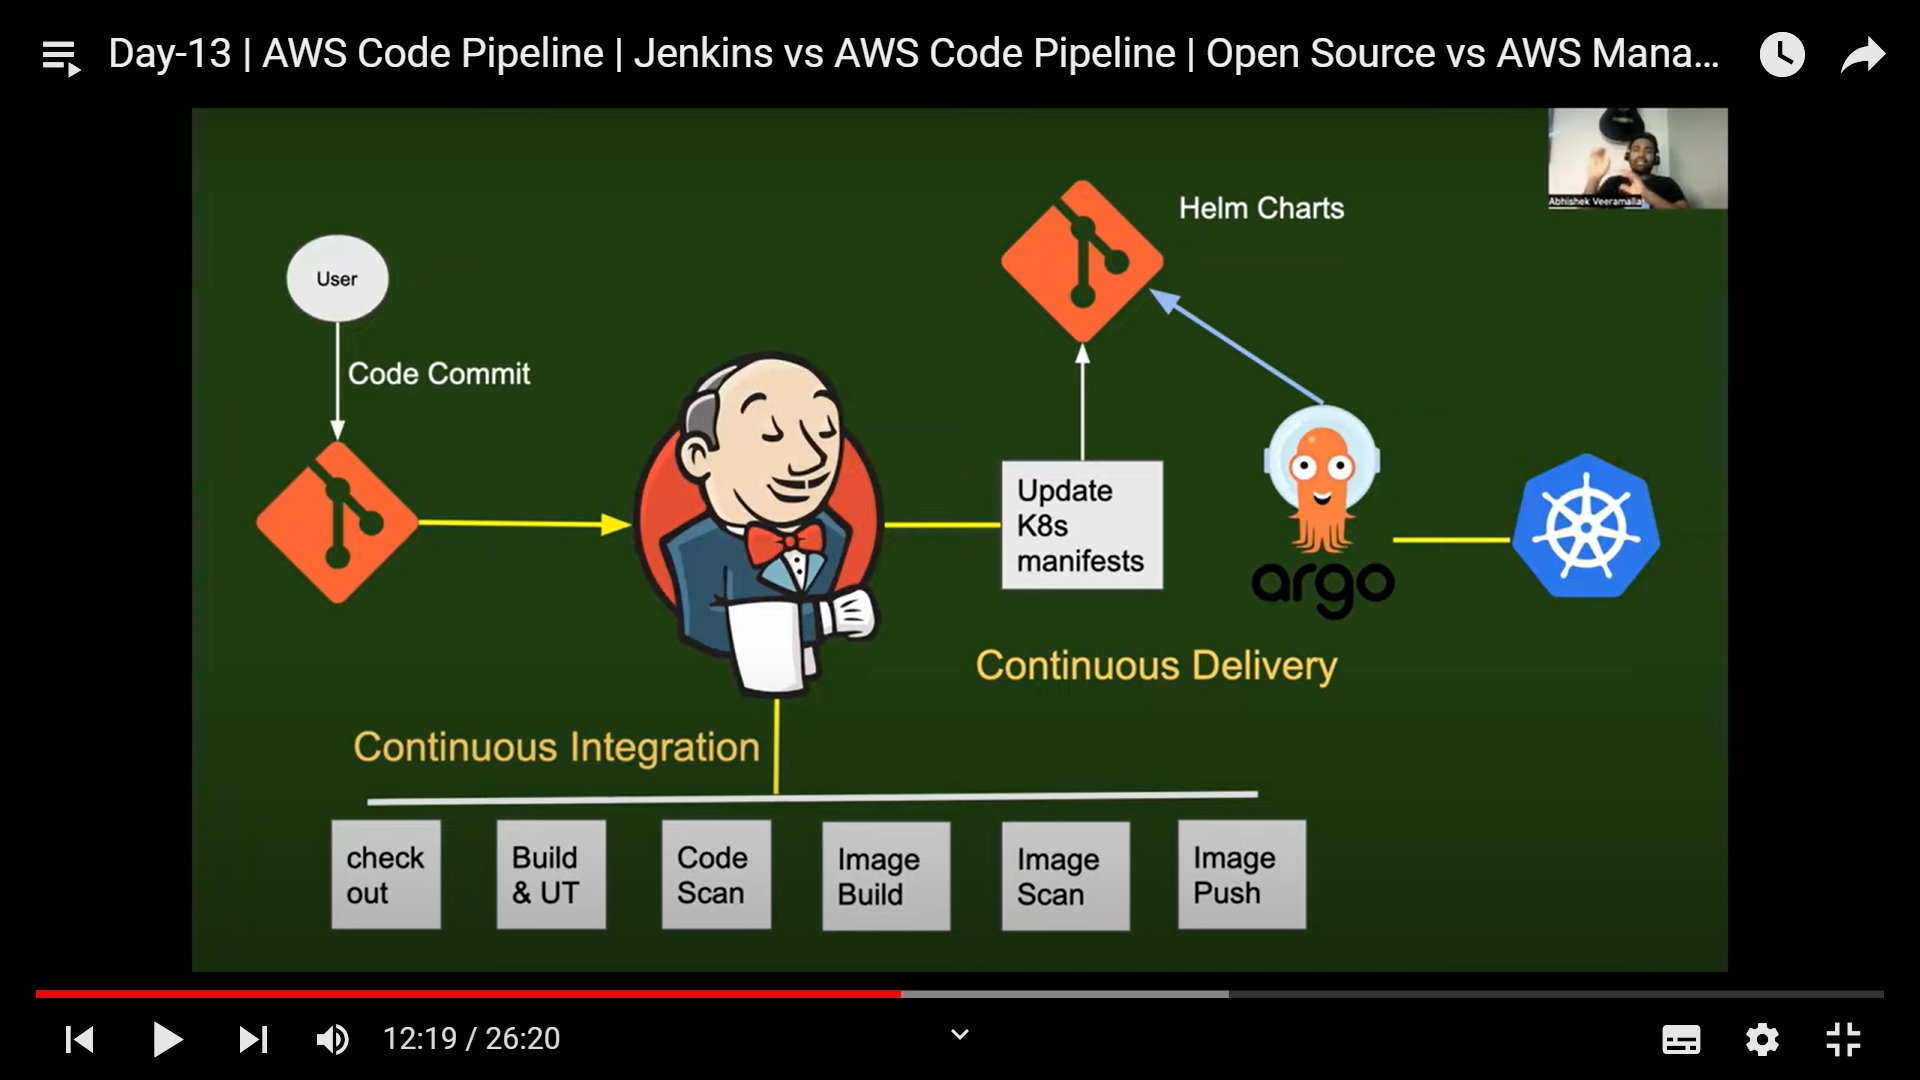 Day-13 | AWS Code Pipeline | Jenkins vs AWS Code Pipeline | Open Source vs AWS Mana...
Abhishek Veeramalla
Helm Charts
User
Code Commit
Update
K8s
manifests
argo
Continuous Delivery
Continuous Integration
check
out
Build
& UT
Code
Scan
Image
Build
Image
Scan
Image
Push
12:19 / 26:20